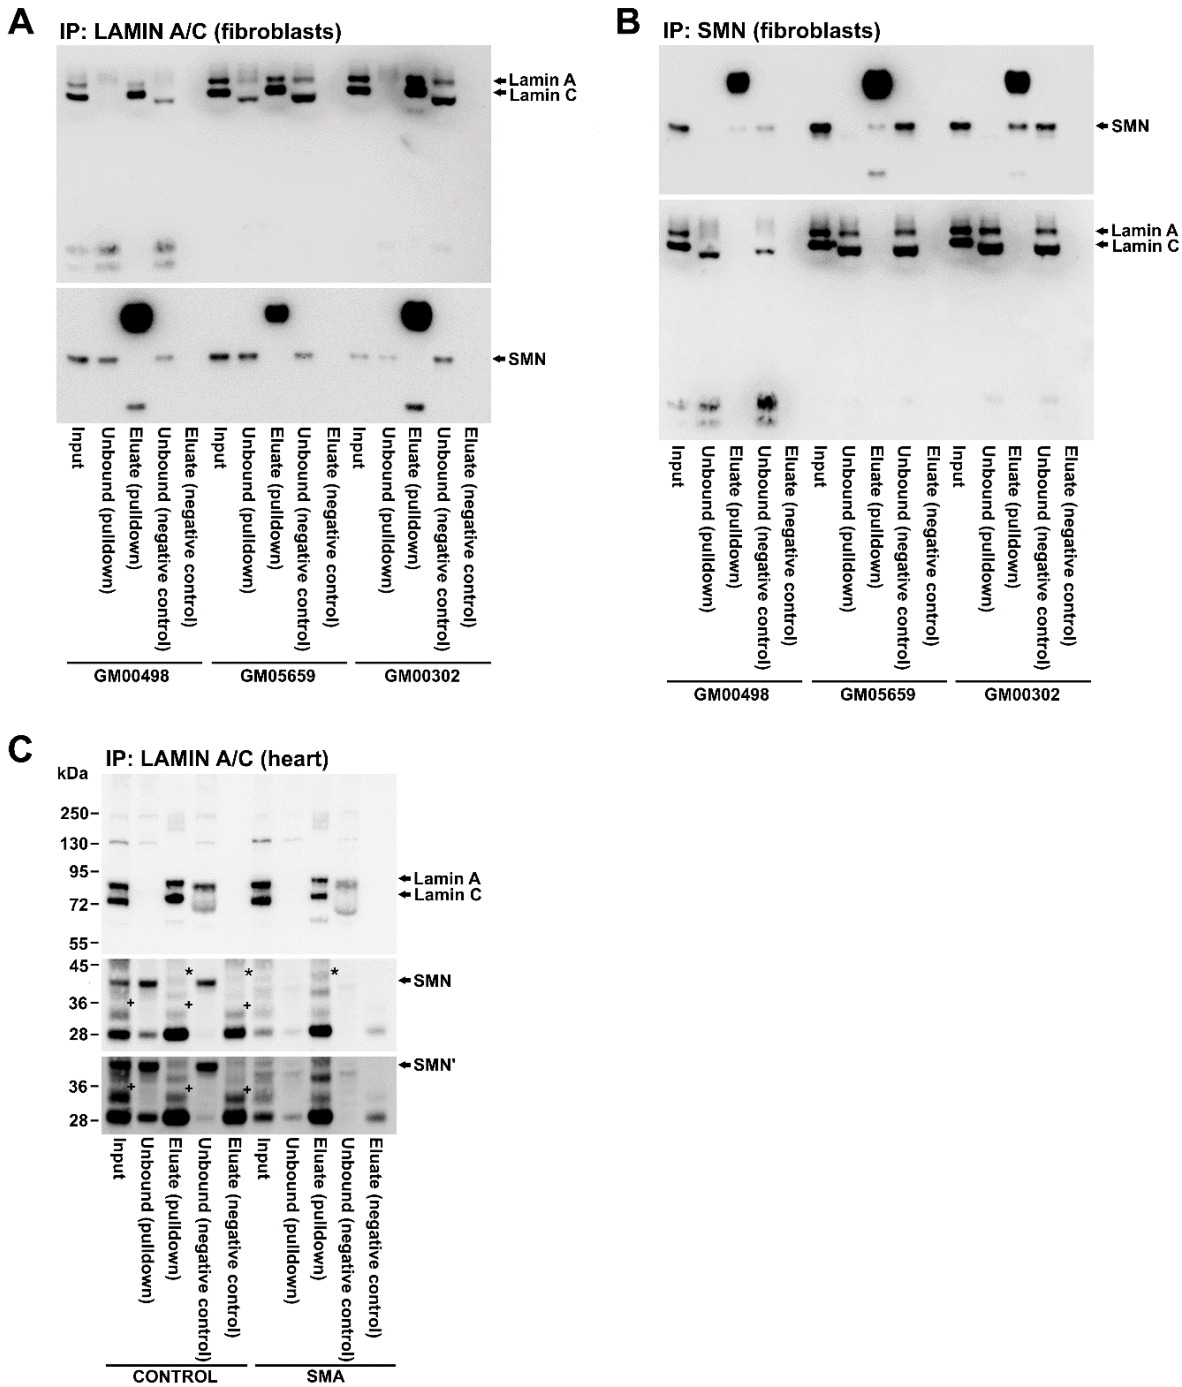 A
IP: LAMIN A/C (fibroblasts)
Lamin A
Lamin C
SMN
Input
Unbound (pulldown)
Eluate (pulldown)
Unbound (negative control)
Eluate (negative control)
Input
Unbound (pulldown)
Eluate (pulldown)
Unbound (negative control)
Eluate (negative control)
Input
Unbound (pulldown)
Eluate (pulldown)
Unbound (negative control)
Eluate (negative control)
GM00498
GM05659
GM00302
B
IP: SMN (fibroblasts)
SMN
Lamin A
Lamin C
Input
Unbound (pulldown)
Eluate (pulldown)
Unbound (negative control)
Eluate (negative control)
Input
Unbound (pulldown)
Eluate (pulldown)
Unbound (negative control)
Eluate (negative control)
Input
Unbound (pulldown)
Eluate (pulldown)
Unbound (negative control)
Eluate (negative control)
GM00498
GM05659
GM00302
C
IP: LAMIN A/C (heart)
kDa
250
130
95
72
55
Lamin A
Lamin C
45
36
28
* * *
+ + +
SMN
36
28
+ + +
SMN'
Input
Unbound (pulldown)
Eluate (pulldown)
Unbound (negative control)
Eluate (negative control)
Input
Unbound (pulldown)
Eluate (pulldown)
Unbound (negative control)
Eluate (negative control)
CONTROL
SMA